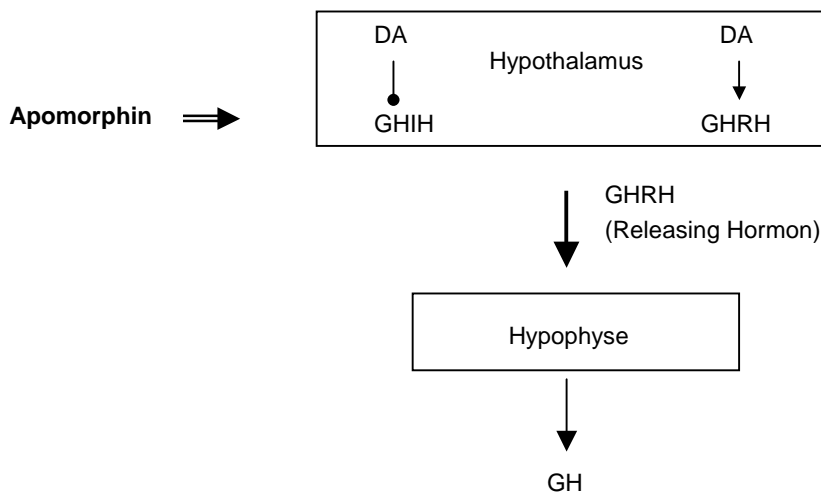 DA
DA
Hypothalamus
Apomorphin
GHIH
GHRH
GHRH
(Releasing Hormon)
Hypophyse
GH